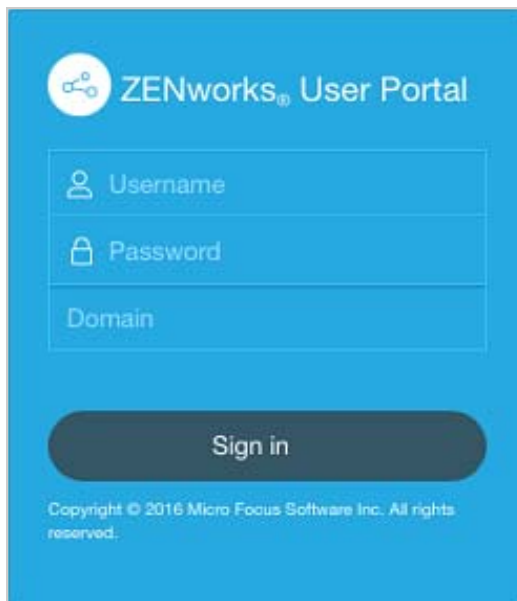 ZENworks® User Portal
Username
Password
Domain
Sign in
Copyright © 2016 Micro Focus Software Inc. All rights
reserved.